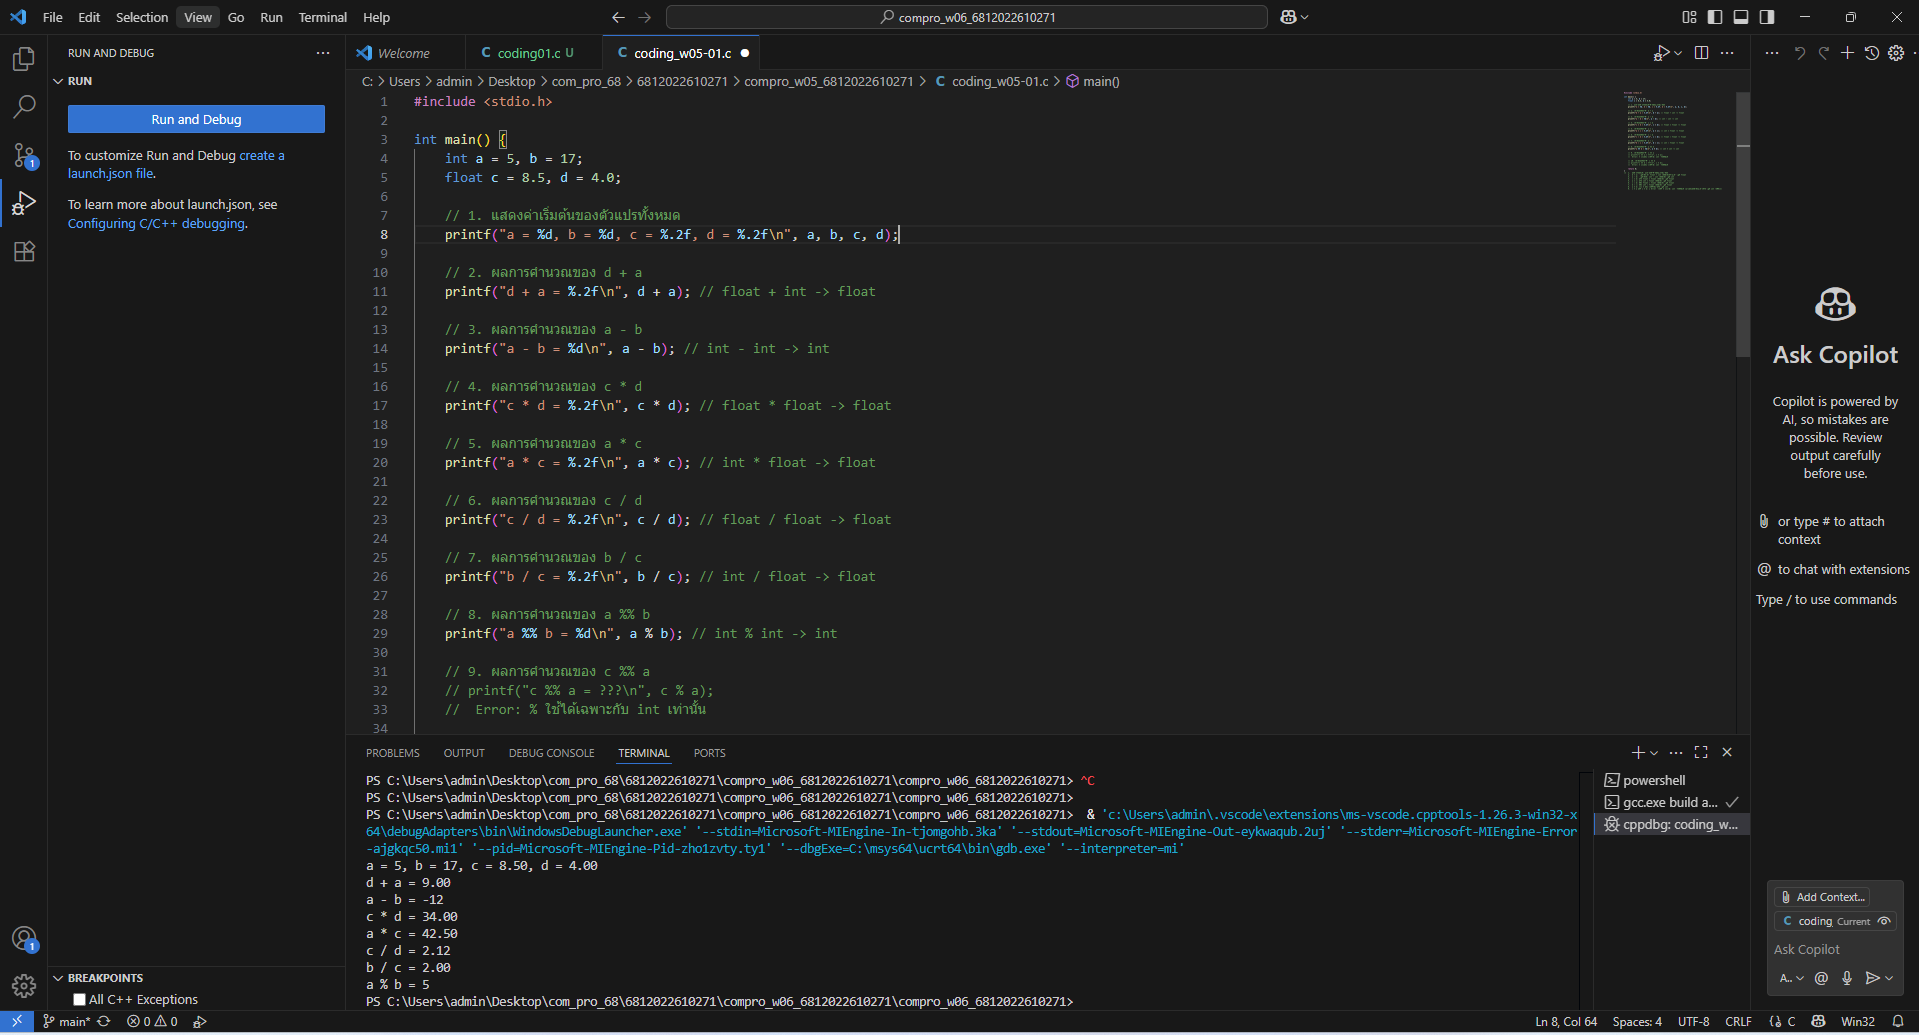 File Edit Selection View Go Run Terminal Help
compro_w06_6812022610271
RUN AND DEBUG
Welcome
C coding01.c U
C coding_w05-01.c
RUN
C: > Users > admin > Desktop > com_pro_68 > 6812022610271 > compro_w05_6812022610271 > C coding_w05-01.c > main()
Run and Debug
To customize Run and Debug create a
launch.json file.
To learn more about launch.json, see
Configuring C/C++ debugging.
1 #include <stdio.h>
2
3 int main() {
4 int a = 5, b = 17;
5 float c = 8.5, d = 4.0;
6
7 // 1. แสดงค่าเริ่มต้นของตัวแปรทั้งหมด
8 printf("a = %d, b = %d, c = %.2f, d = %.2f\n", a, b, c, d);
9
10 // 2. ผลการคำนวณของ d + a
11 printf("d + a = %.2f\n", d + a); // float + int -> float
12
13 // 3. ผลการคำนวณของ a - b
14 printf("a - b = %d\n", a - b); // int - int -> int
15
16 // 4. ผลการคำนวณของ c * d
17 printf("c * d = %.2f\n", c * d); // float * float -> float
18
19 // 5. ผลการคำนวณของ a * c
20 printf("a * c = %.2f\n", a * c); // int * float -> float
21
22 // 6. ผลการคำนวณของ c / d
23 printf("c / d = %.2f\n", c / d); // float / float -> float
24
25 // 7. ผลการคำนวณของ b / c
26 printf("b / c = %.2f\n", b / c); // int / float -> float
27
28 // 8. ผลการคำนวณของ a %% b
29 printf("a %% b = %d\n", a % b); // int % int -> int
30
31 // 9. ผลการคำนวณของ c %% a
32 // printf("c %% a = ???\n", c % a);
33 //  Error: % ใช้ได้เฉพาะกับ int เท่านั้น
34
PROBLEMS OUTPUT DEBUG CONSOLE TERMINAL PORTS
PS C:\Users\admin\Desktop\com_pro_68\6812022610271\compro_w06_6812022610271\compro_w06_6812022610271> ^C
PS C:\Users\admin\Desktop\com_pro_68\6812022610271\compro_w06_6812022610271\compro_w06_6812022610271>
PS C:\Users\admin\Desktop\com_pro_68\6812022610271\compro_w06_6812022610271\compro_w06_6812022610271>  & 'c:\Users\admin\.vscode\extensions\ms-vscode.cpptools-1.26.3-win32-x
64\debugAdapters\bin\WindowsDebugLauncher.exe' '--stdin=Microsoft-MIEngine-In-tjomgohb.3ka' '--stdout=Microsoft-MIEngine-Out-eykwaqub.2uj' '--stderr=Microsoft-MIEngine-Error
-ajgkqc50.mi1' '--pid=Microsoft-MIEngine-Pid-zho1zvty.ty1' '--dbgExe=C:\msys64\ucrt64\bin\gdb.exe' '--interpreter=mi'
a = 5, b = 17, c = 8.50, d = 4.00
d + a = 9.00
a - b = -12
c * d = 34.00
a * c = 42.50
c / d = 2.12
b / c = 2.00
a % b = 5
PS C:\Users\admin\Desktop\com_pro_68\6812022610271\compro_w06_6812022610271\compro_w06_6812022610271>
powershell
gcc.exe build a...
cppdbg: coding_w...
Ask Copilot
Copilot is powered by
AI, so mistakes are
possible. Review
output carefully
before use.
or type # to attach
context
@ to chat with extensions
Type / to use commands
Add Context...
C coding Current
Ask Copilot
A..
1
1
BREAKPOINTS
All C++ Exceptions
main* 0 0
Ln 8, Col 64 Spaces: 4 UTF-8 CRLF {} C Win32